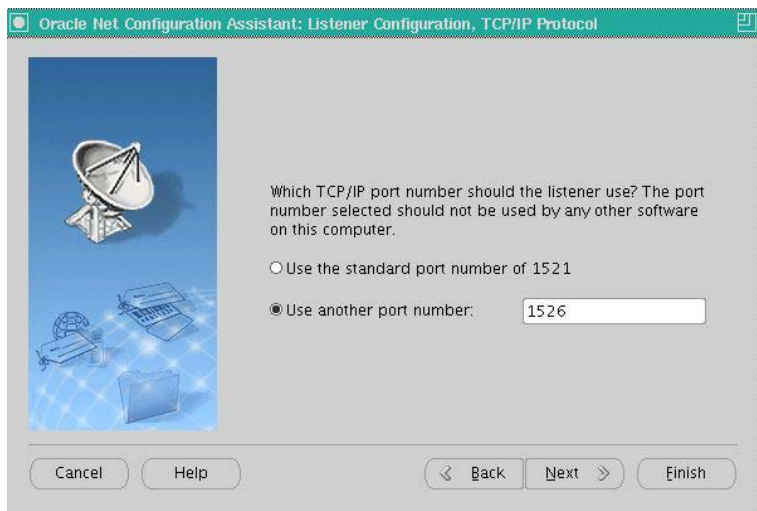 Oracle Net Configuration Assistant: Listener Configuration, TCP/IP Protocol
Which TCP/IP port number should the listener use? The port
number selected should not be used by any other software
on this computer.
Use the standard port number of 1521
Use another port number: 1526
Cancel Help Back Next Finish